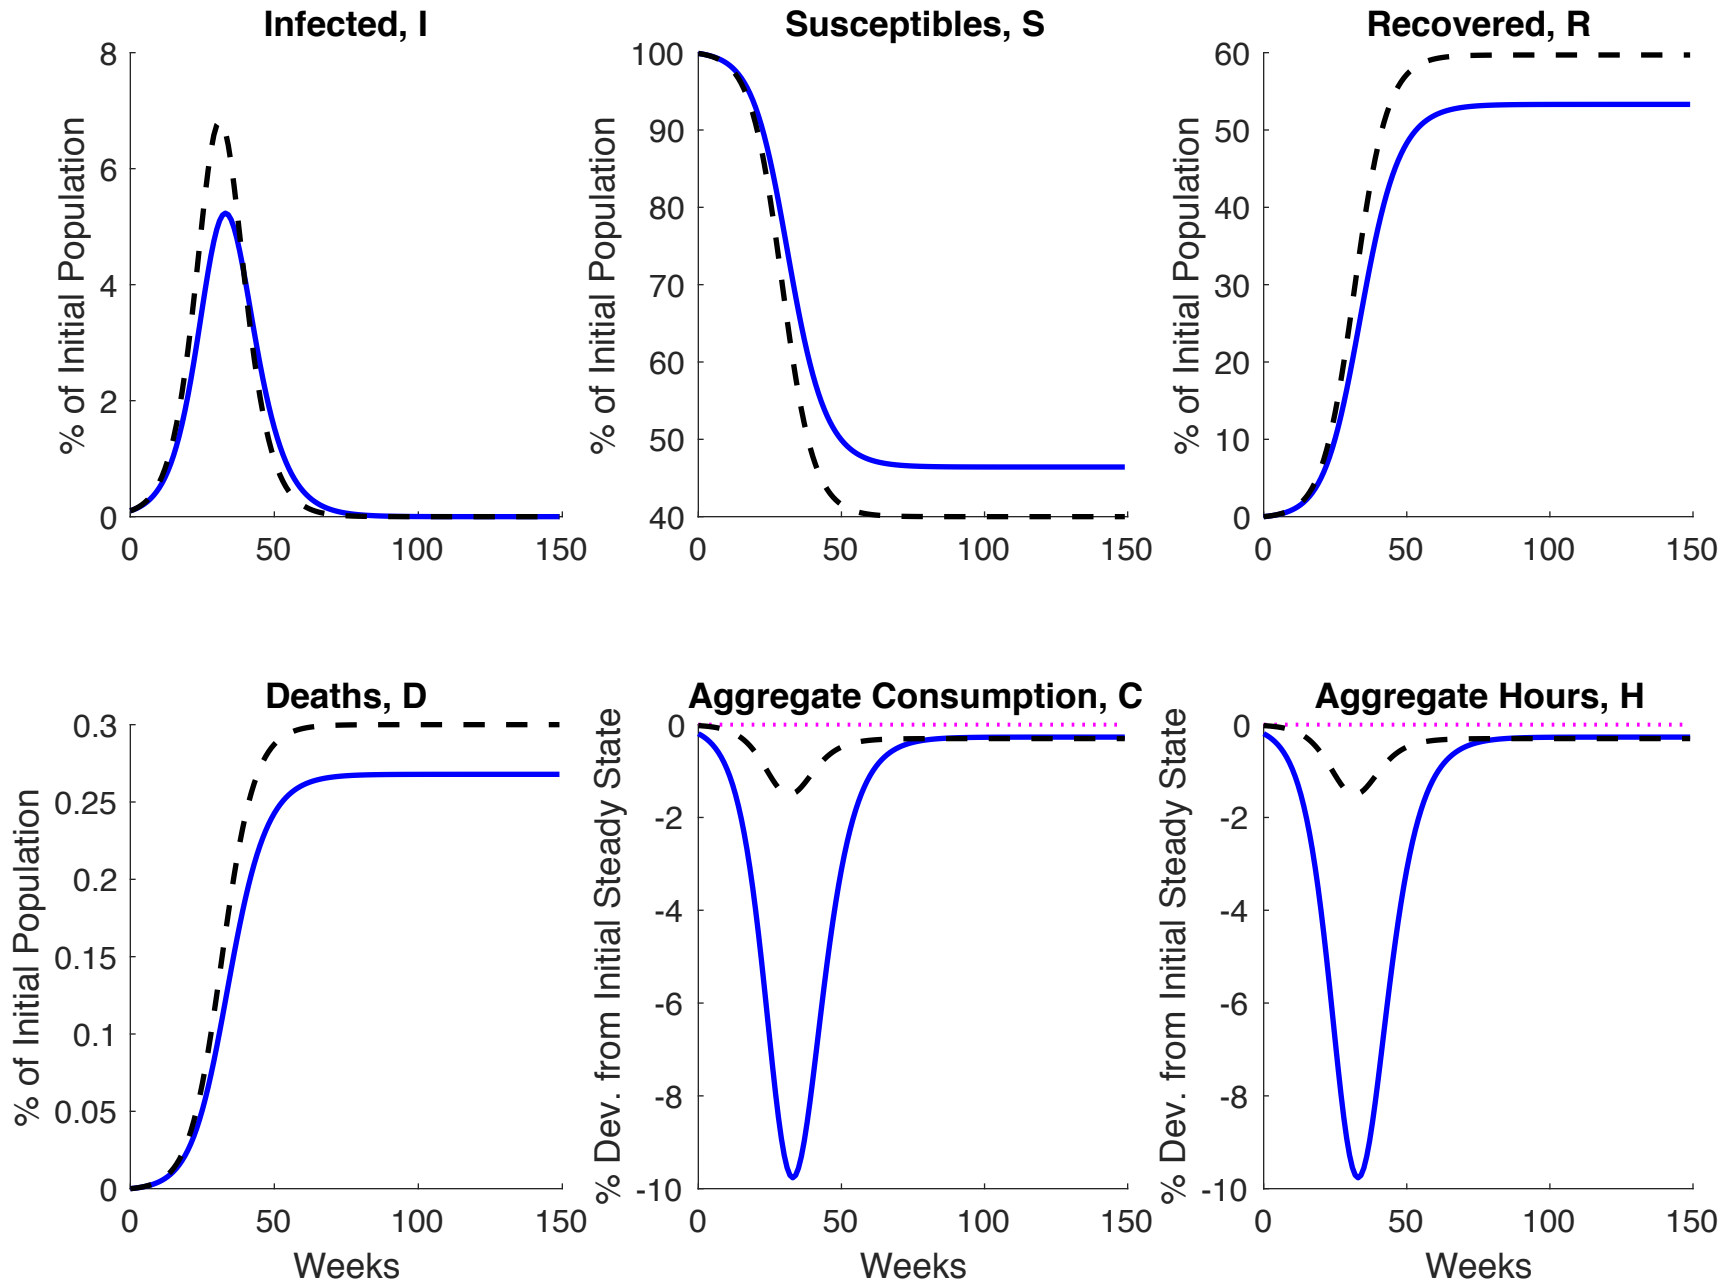 Infected, I
% of Initial Population
8
6
4
2
0
0 50 100 150
Susceptibles, S
% of Initial Population
100
90
80
70
60
50
40
0 50 100 150
Recovered, R
% of Initial Population
60
50
40
30
20
10
0
0 50 100 150
Deaths, D
% of Initial Population
0.3
0.25
0.2
0.15
0.1
0.05
0
0 50 100 150
Weeks
Aggregate Consumption, C
% Dev. from Initial Steady State
0
-2
-4
-6
-8
-10
0 50 100 150
Weeks
Aggregate Hours, H
% Dev. from Initial Steady State
0
-2
-4
-6
-8
-10
0 50 100 150
Weeks